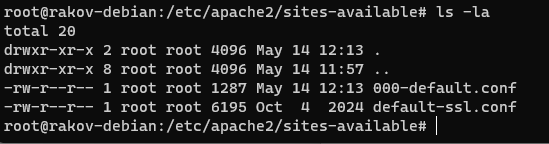 root@rakov-debian:/etc/apache2/sites-available# ls -la
total 20
drwxr-xr-x 2 root root 4096 May 14 12:13 .
drwxr-xr-x 8 root root 4096 May 14 11:57 ..
-rw-r--r-- 1 root root 1287 May 14 12:13 000-default.conf
-rw-r--r-- 1 root root 6195 Oct  4  2024 default-ssl.conf
root@rakov-debian:/etc/apache2/sites-available#